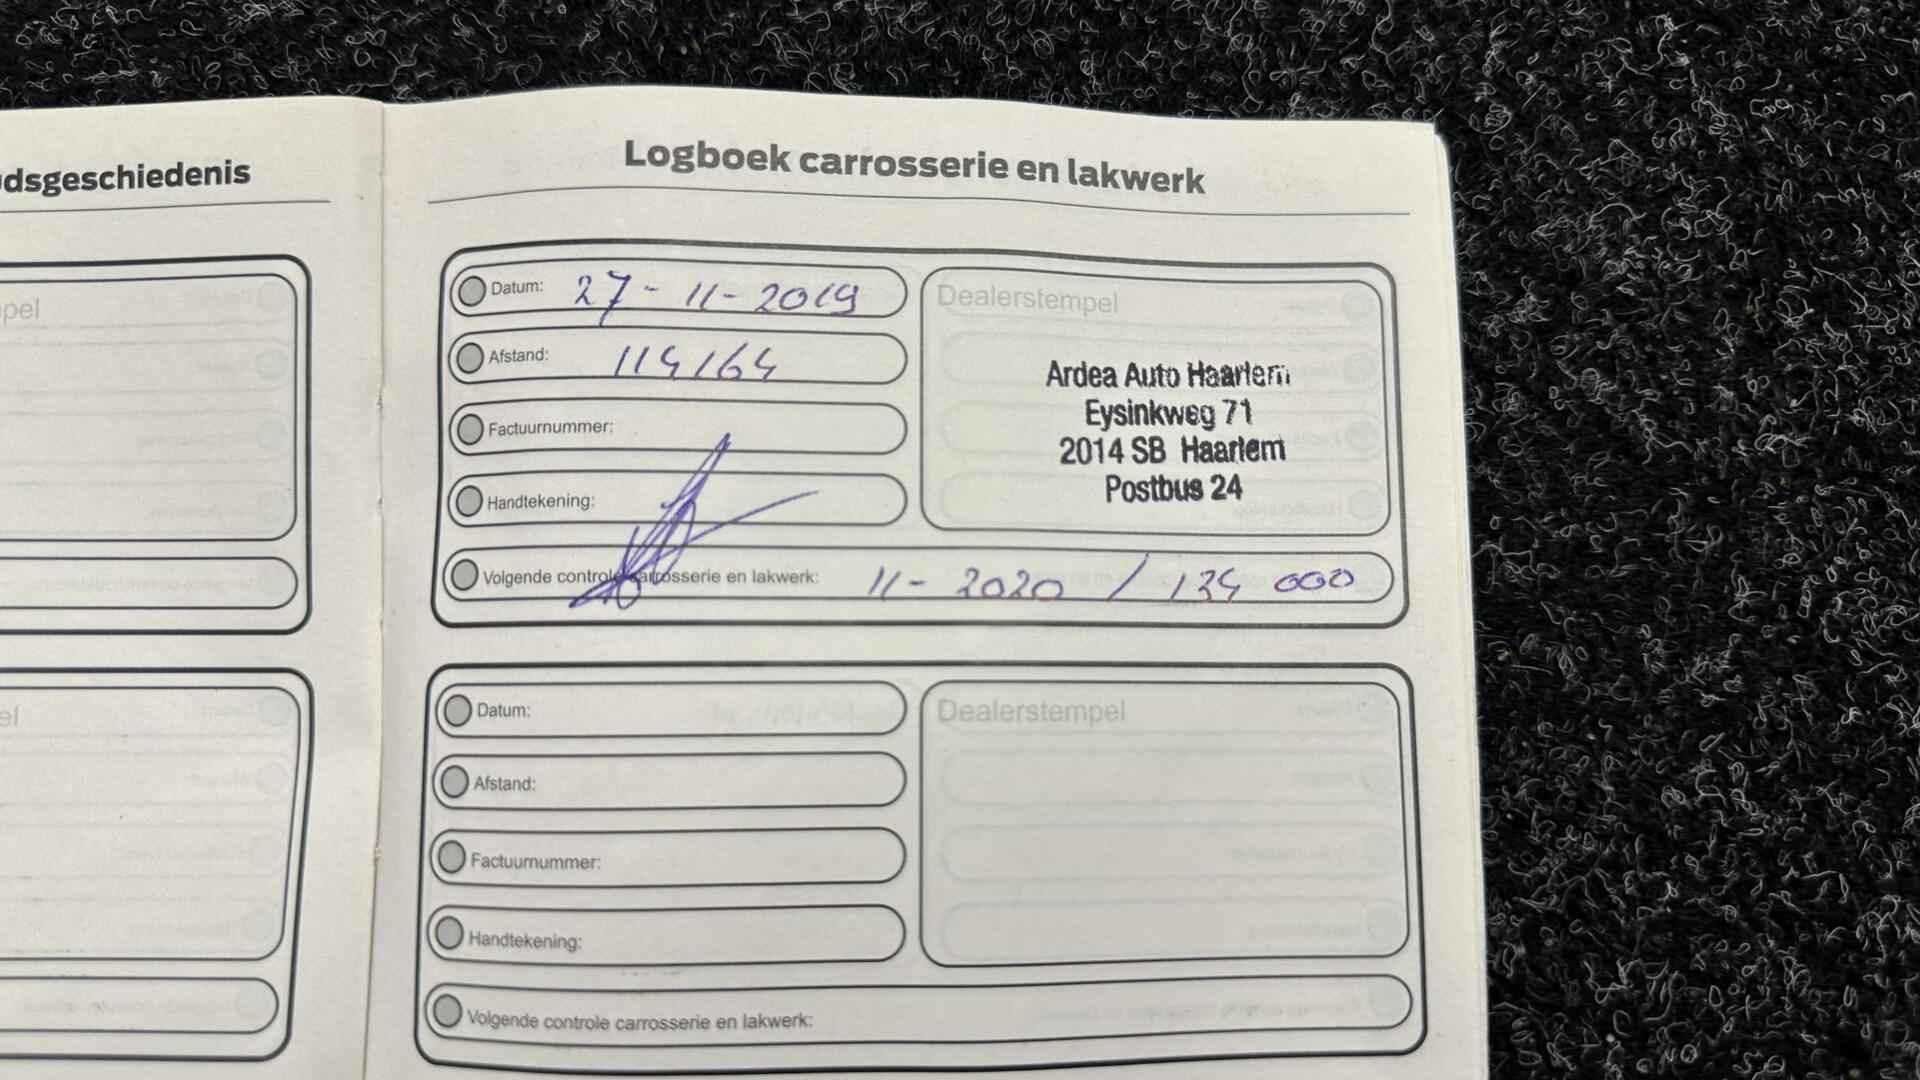 dsgeschiedenis
pel
el
Logboek carrosserie en lakwerk
Datum: 27-11-2019
Afstand: 114164
Factuurnummer:
Handtekening:
Dealerstempel
Ardea Auto Haarlem
Eysinkweg 71
2014 SB Haarlem
Postbus 24
Volgende controle carrosserie en lakwerk: 11-2020 / 134 000
Datum:
Afstand:
Factuurnummer:
Handtekening:
Dealerstempel
Volgende controle carrosserie en lakwerk: